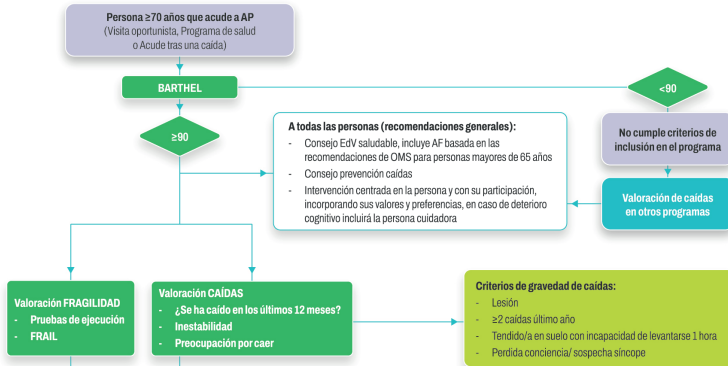 Persona ≥70 años que acude a AP
(Visita oportunista, Programa de salud
o Acude tras una caída)
BARTHEL
<90
≥90
A todas las personas (recomendaciones generales):
- Consejo EdV saludable, incluye AF basada en las
recomendaciones de OMS para personas mayores de 65 años
- Consejo prevención caídas
- Intervención centrada en la persona y con su participación,
incorporando sus valores y preferencias, en caso de deterioro
cognitivo incluirá la persona cuidadora
No cumple criterios de
inclusión en el programa
Valoración de caídas
en otros programas
Valoración FRAGILIDAD
- Pruebas de ejecución
- FRAIL
Valoración CAÍDAS
- ¿Se ha caído en los últimos 12 meses?
- Inestabilidad
- Preocupación por caer
Criterios de gravedad de caídas:
- Lesión
- ≥2 caídas último año
- Tendido/a en suelo con incapacidad de levantarse 1 hora
- Perdida conciencia/ sospecha síncope